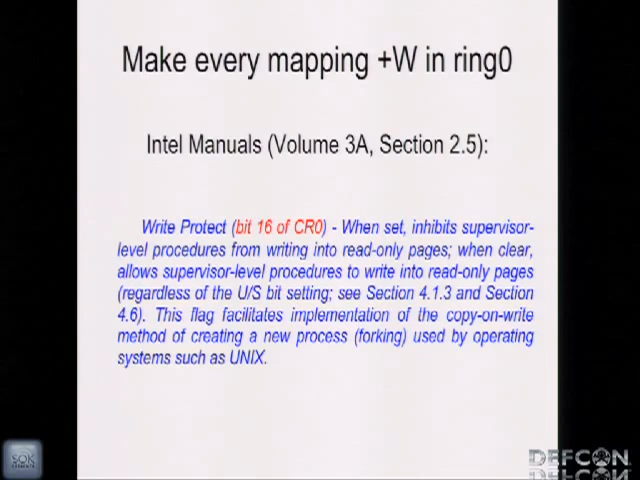 Make every mapping +W in ring0
Intel Manuals (Volume 3A, Section 2.5):
Write Protect (bit 16 of CR0) - When set, inhibits supervisor-
level procedures from writing into read-only pages; when clear,
allows supervisor-level procedures to write into read-only pages
(regardless of the U/S bit setting; see Section 4.1.3 and Section
4.6). This flag facilitates implementation of the copy-on-write
method of creating a new process (forking) used by operating
systems such as UNIX.
SOK
DEFCON